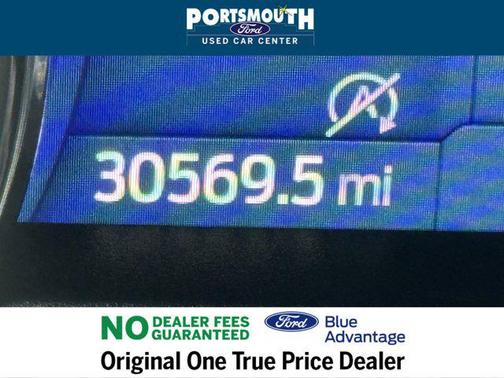 PORTSMOUTH
Ford
USED CAR CENTER
A
30569.5 mi
NO DEALER FEES GUARANTEED
Ford
Blue Advantage
Original One True Price Dealer